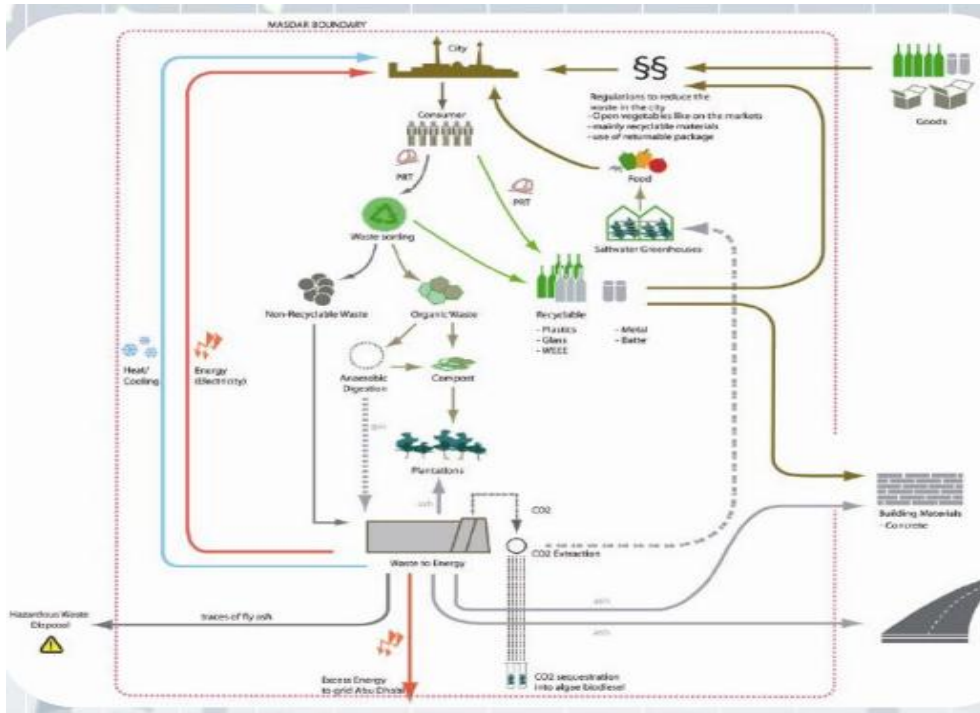 MASDAR BOUNDARY
City
§§
Regulations to reduce the
waste in the city
- Open vegetables like on the markets
- mainly recyclable materials
- use of returnable package
Goods
Consumer
PRT
PRT
Food
Waste sorting
Saltwater Greenhouses
Non-Recyclable Waste
Organic Waste
Recyclable
- Plastics
- Glass
- WEEE
- Metal
- Batte
Heat/
Cooling
Energy
(Electricity)
Anaerobic
Digestion
Compost
gas
Plantations
ash
CO2
CO2 Extraction
Waste to Energy
Building Materials
- Concrete
Hazardous Waste
Disposal
traces of fly ash
ash
ash
Excess Energy
to grid Abu Dhabi
CO2 sequestration
into algae biodiesel